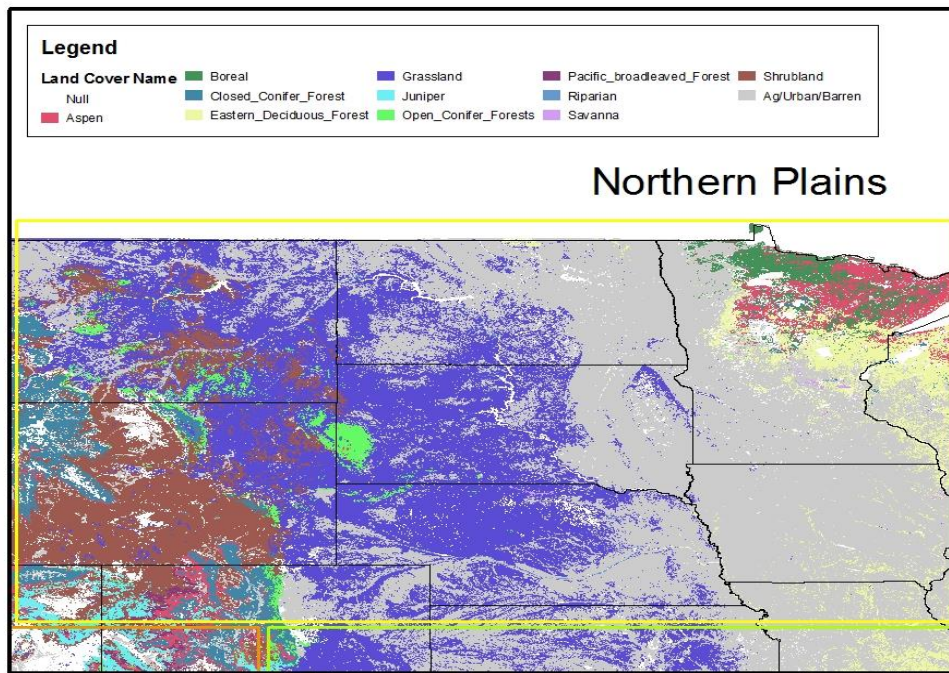 Legend
Land Cover Name
Null
Aspen
Boreal
Closed_Conifer_Forest
Eastern_Deciduous_Forest
Grassland
Juniper
Open_Conifer_Forests
Pacific_broadleaved_Forest
Riparian
Savanna
Shrubland
Ag/Urban/Barren
Northern Plains